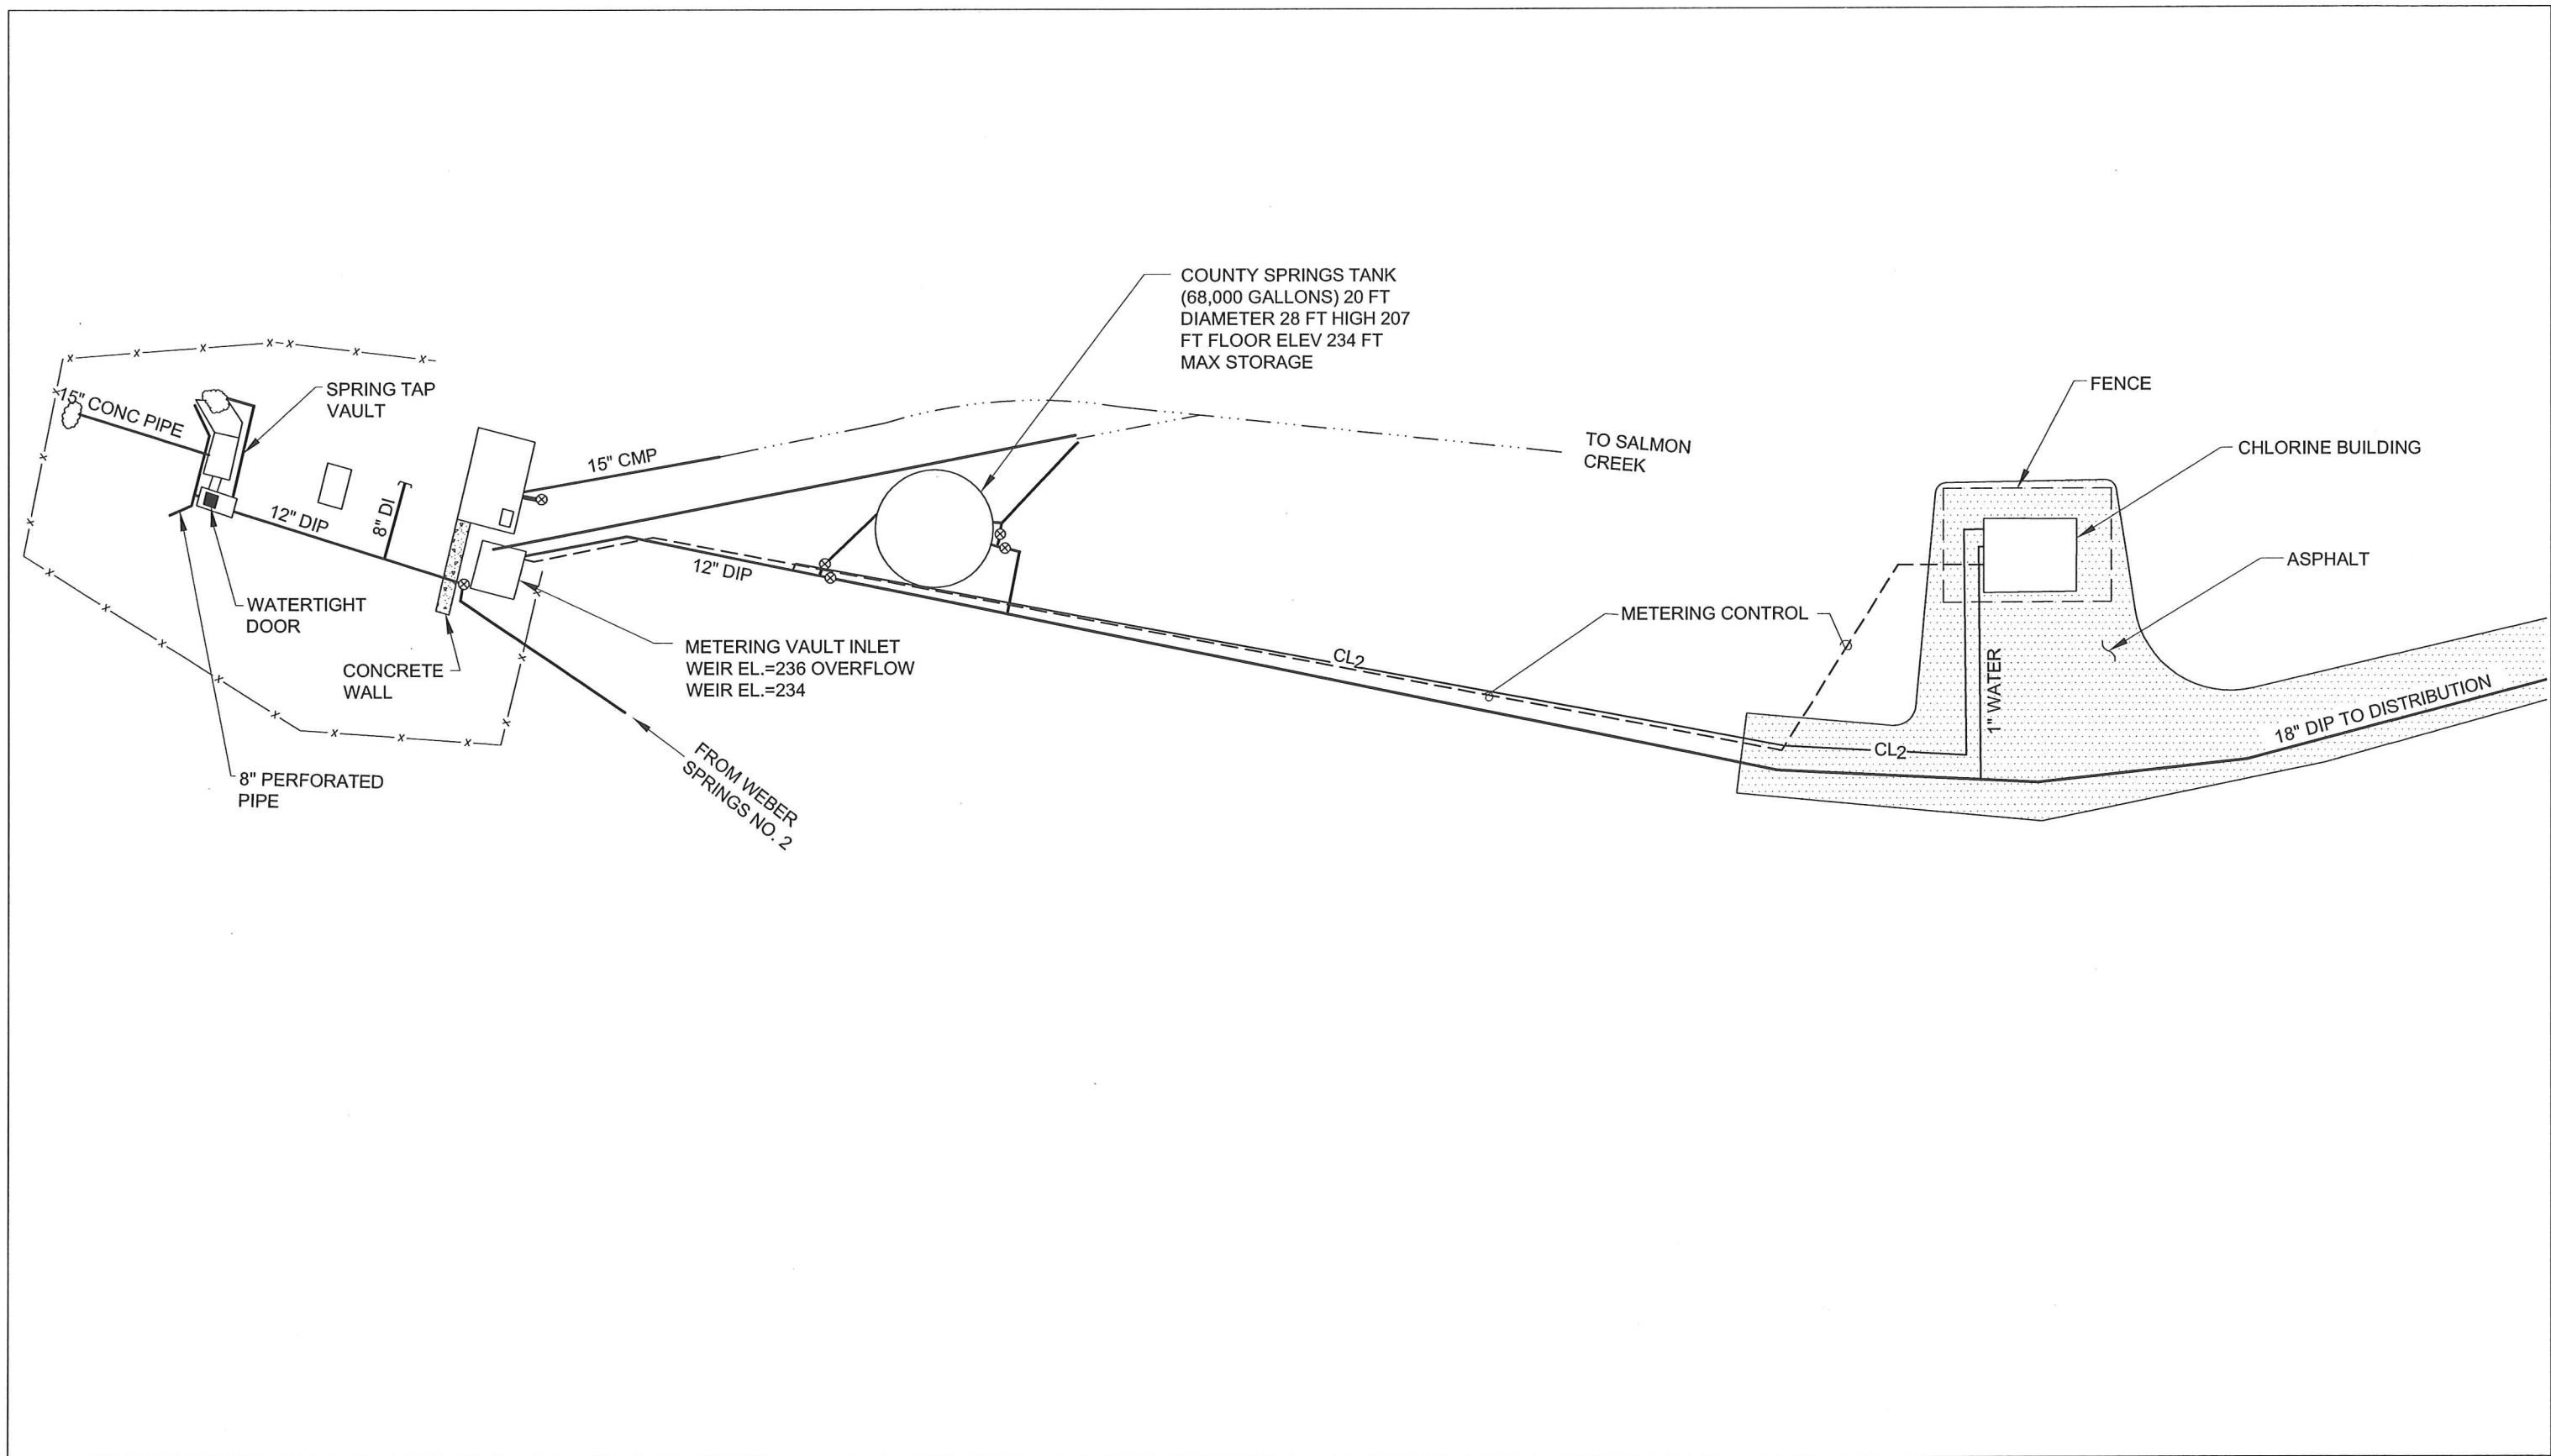 COUNTY SPRINGS TANK
(68,000 GALLONS) 20 FT
DIAMETER 28 FT HIGH 207
FT FLOOR ELEV 234 FT
MAX STORAGE
FENCE
SPRING TAP
VAULT
15" CONC PIPE
TO SALMON
CREEK
CHLORINE BUILDING
15" CMP
12" DIP
8" DI
12" DIP
ASPHALT
WATERTIGHT
DOOR
METERING CONTROL
METERING VAULT INLET
WEIR EL.=236 OVERFLOW
WEIR EL.=234
CONCRETE
WALL
CL2
1" WATER
18" DIP TO DISTRIBUTION
CL2
FROM WEBER
SPRINGS NO. 2
8" PERFORATED
PIPE